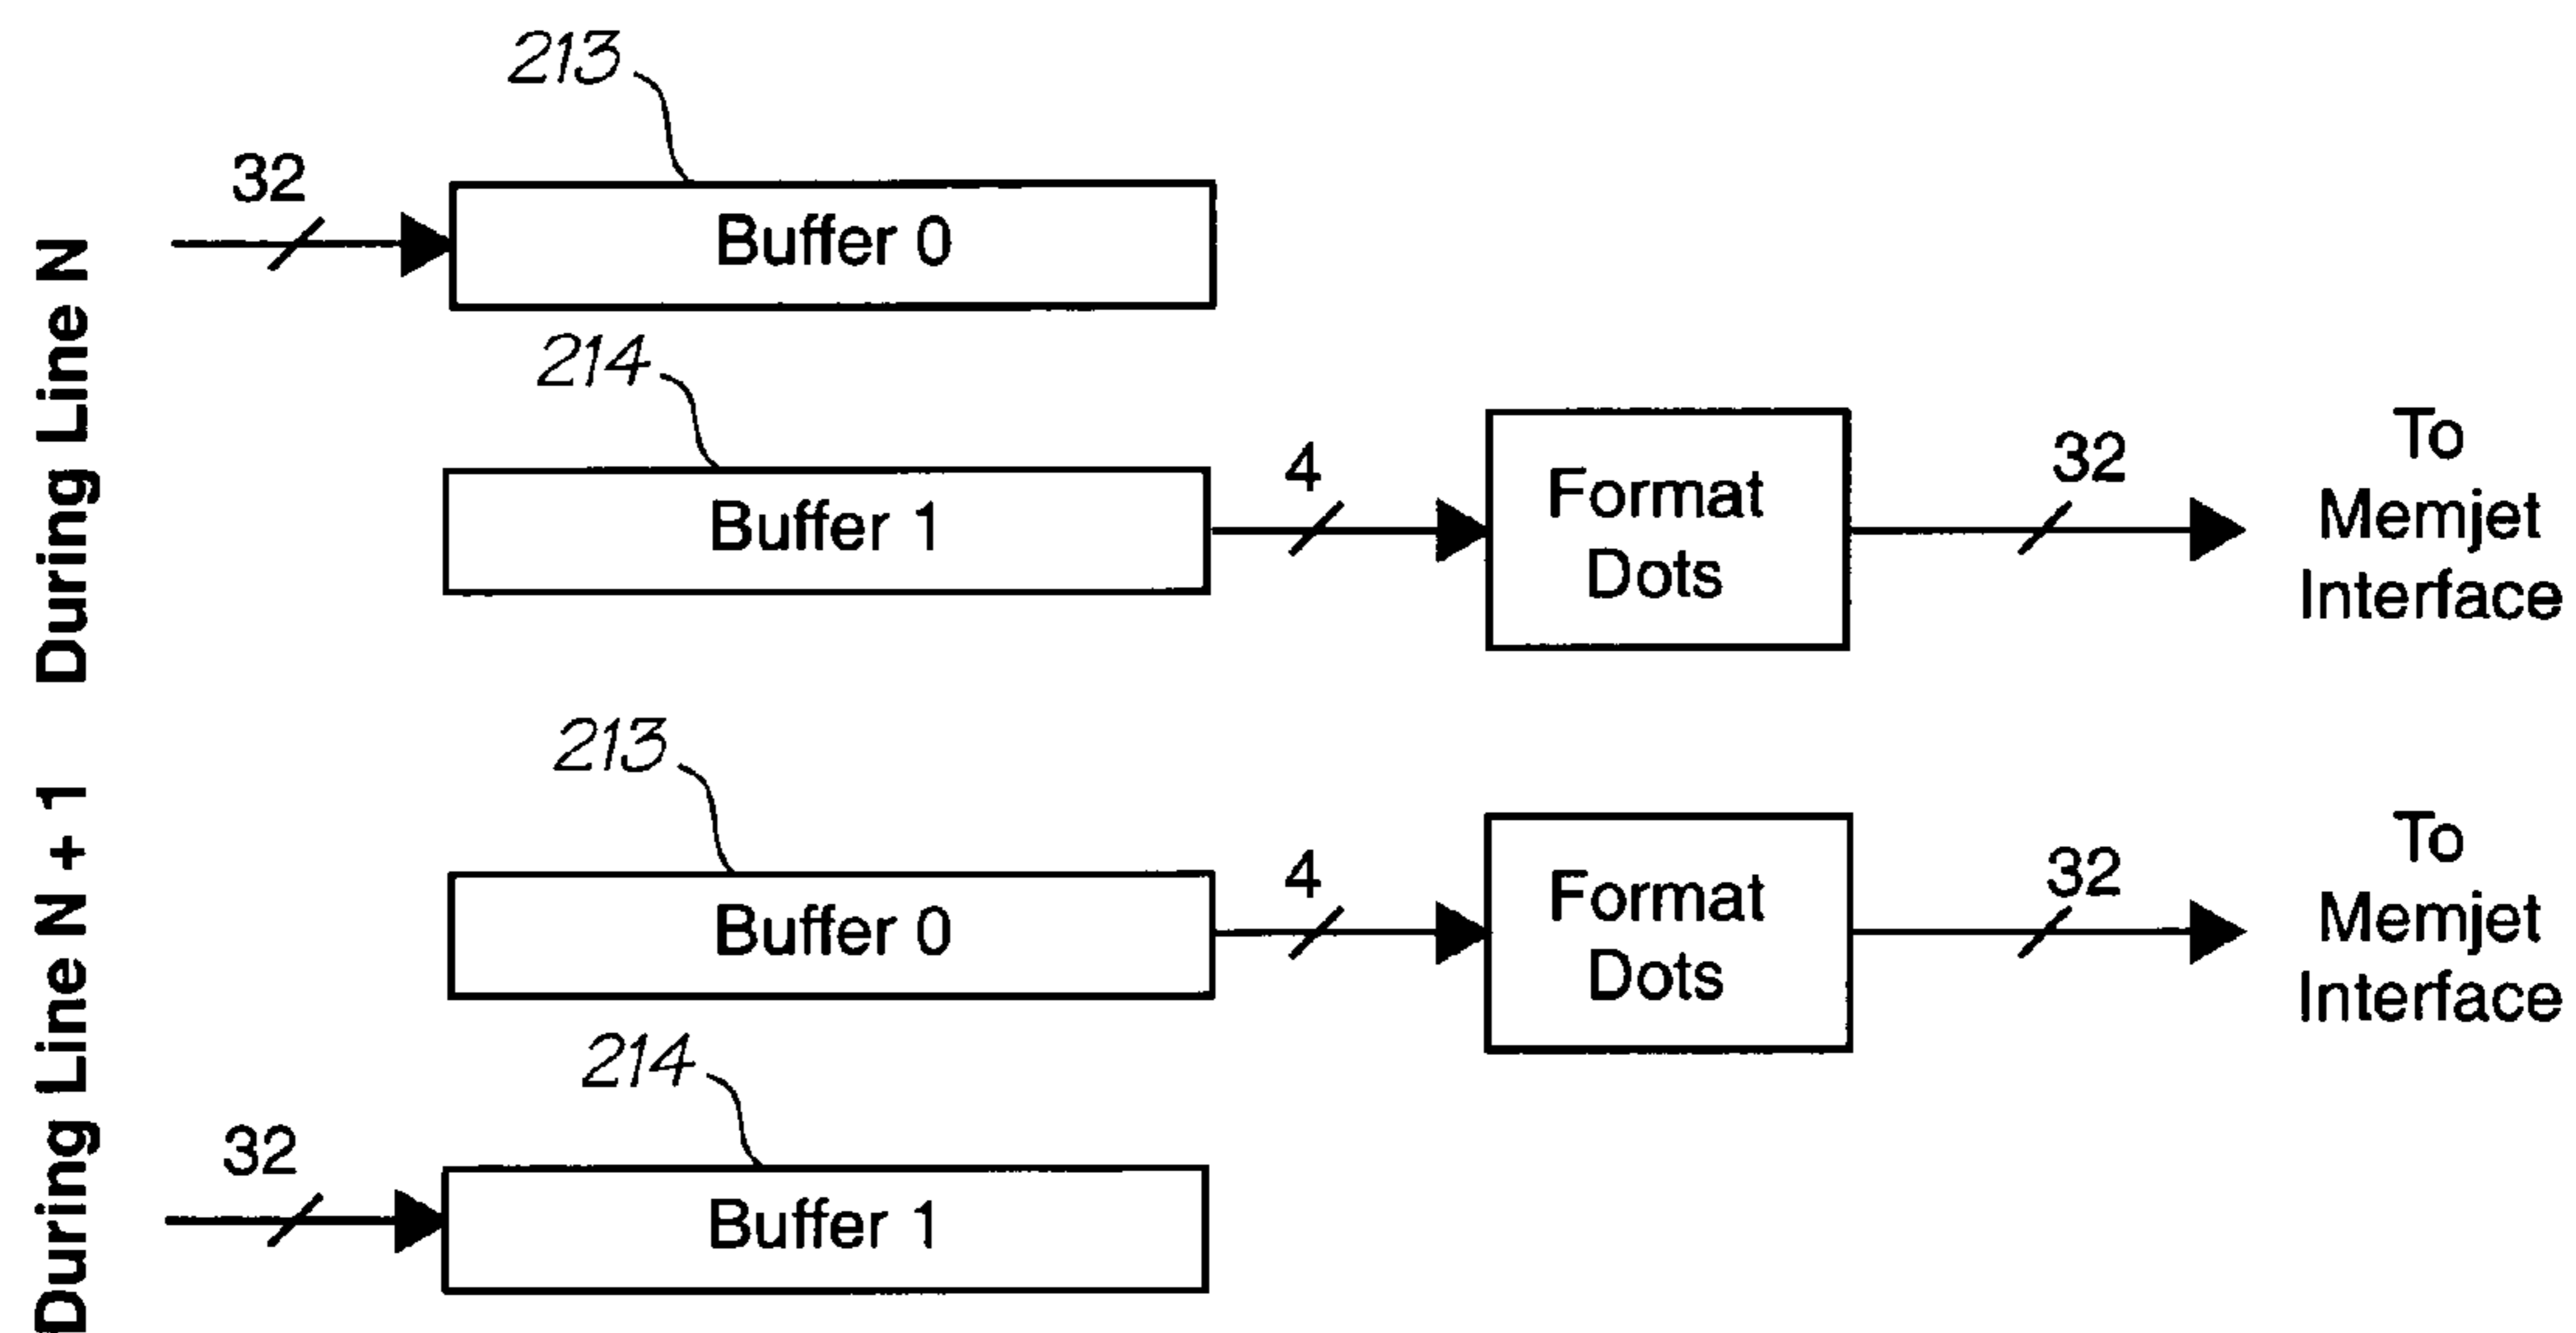 During Line N
213
32
Buffer 0
214
Buffer 1
4
Format
Dots
32
To
Memjet
Interface
During Line N + 1
213
Buffer 0
4
Format
Dots
32
To
Memjet
Interface
214
32
Buffer 1